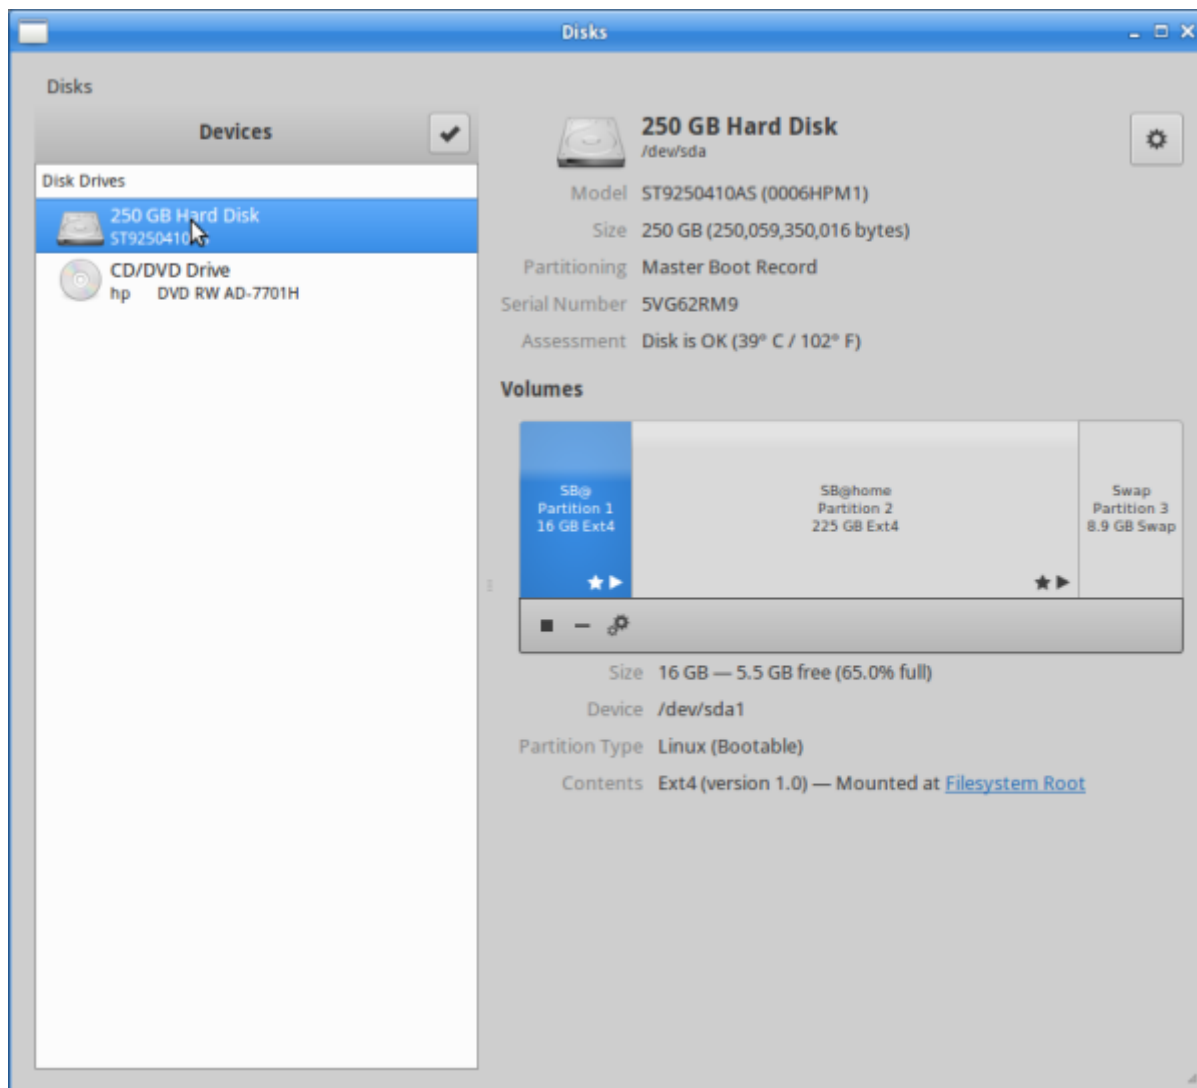 Disks
Disks
Devices
Disk Drives
250 GB Hard Disk
ST9250410AS
CD/DVD Drive
hp DVD RW AD-7701H
250 GB Hard Disk
/dev/sda
Model ST9250410AS (0006HPM1)
Size 250 GB (250,059,350,016 bytes)
Partitioning Master Boot Record
Serial Number 5VG62RM9
Assessment Disk is OK (39° C / 102° F)
Volumes
SB@
Partition 1
16 GB Ext4
SB@home
Partition 2
225 GB Ext4
Swap
Partition 3
8.9 GB Swap
Size 16 GB — 5.5 GB free (65.0% full)
Device /dev/sda1
Partition Type Linux (Bootable)
Contents Ext4 (version 1.0) — Mounted at Filesystem Root